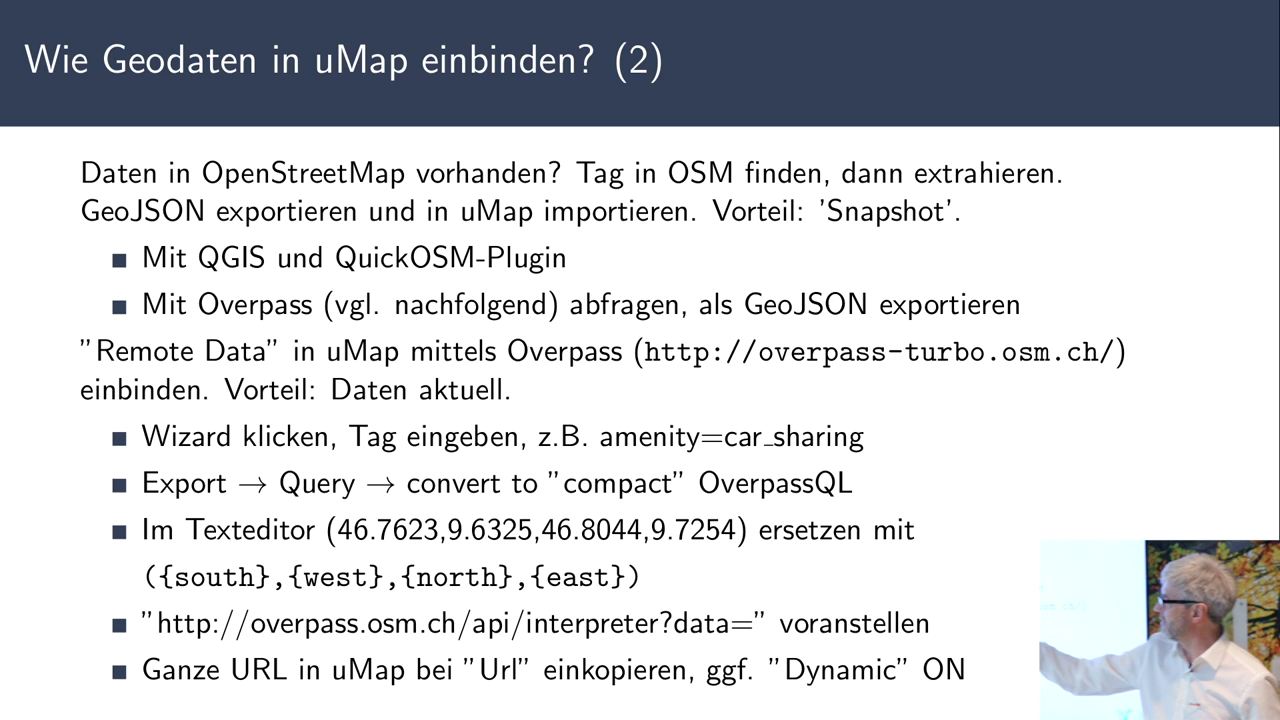 Wie Geodaten in uMap einbinden? (2)
Daten in OpenStreetMap vorhanden? Tag in OSM finden, dann extrahieren.
GeoJSON exportieren und in uMap importieren. Vorteil: ’Snapshot’.
Mit QGIS und QuickOSM-Plugin
Mit Overpass (vgl. nachfolgend) abfragen, als GeoJSON exportieren
”Remote Data” in uMap mittels Overpass (http://overpass-turbo.osm.ch/)
einbinden. Vorteil: Daten aktuell.
Wizard klicken, Tag eingeben, z.B. amenity=car_sharing
Export → Query → convert to ”compact” OverpassQL
Im Texteditor (46.7623,9.6325,46.8044,9.7254) ersetzen mit
({south},{west},{north},{east})
”http://overpass.osm.ch/api/interpreter?data=” voranstellen
Ganze URL in uMap bei ”Url” einkopieren, ggf. ”Dynamic” ON